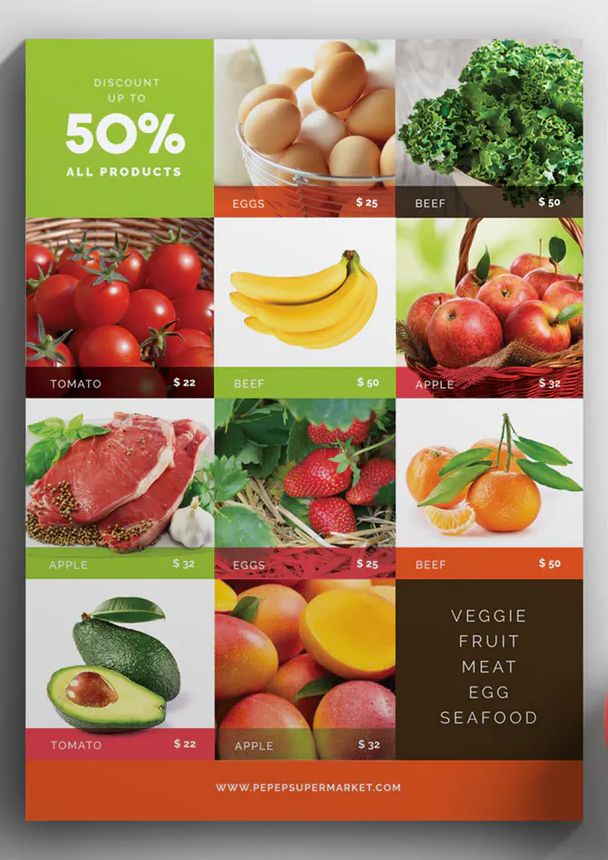 DISCOUNT
UP TO
50%
ALL PRODUCTS
EGGS $ 25
BEEF $ 50
TOMATO $ 22
BEEF $ 50
APPLE $ 32
APPLE $ 32
EGGS $ 25
BEEF $ 50
TOMATO $ 22
APPLE $ 32
VEGGIE
FRUIT
MEAT
EGG
SEAFOOD
WWW.PEPEPSUPERMARKET.COM